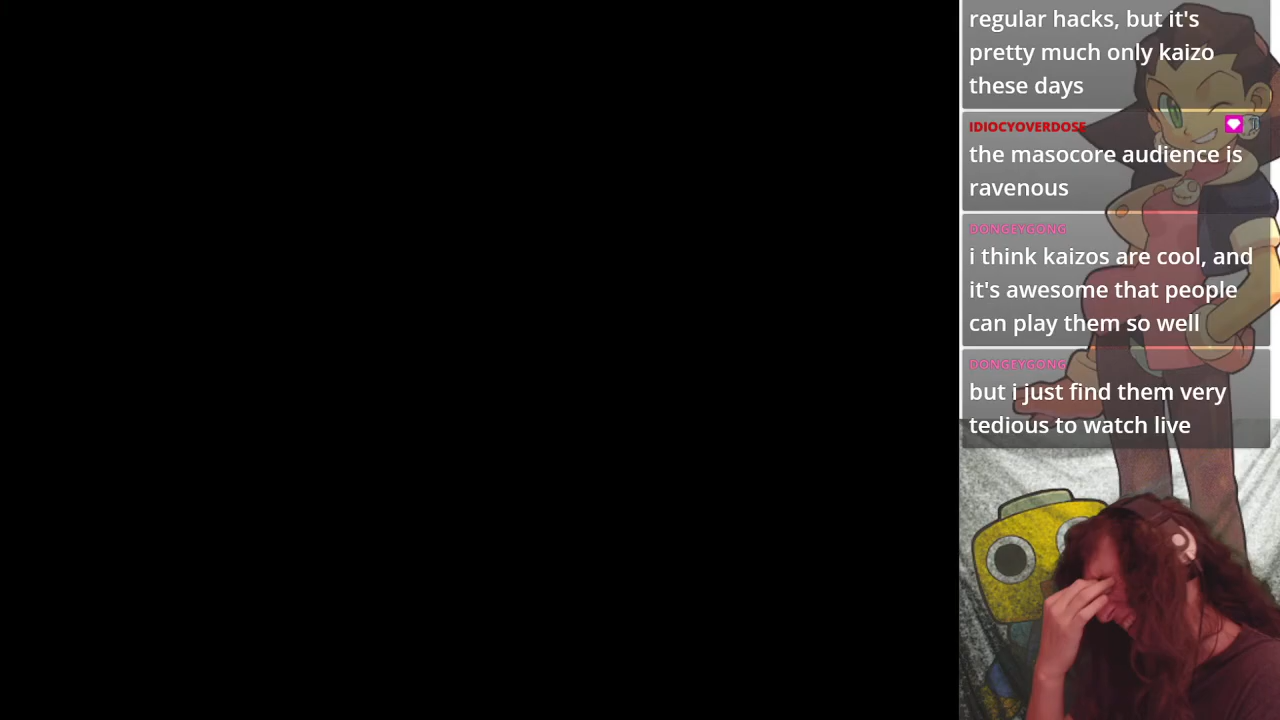 regular hacks, but it's
pretty much only kaizo
these days
IDIOCYOVERDOSE
the masocore audience is
ravenous
DONGEYGONG
i think kaizos are cool, and
it's awesome that people
can play them so well
DONGEYGONG
but i just find them very
tedious to watch live